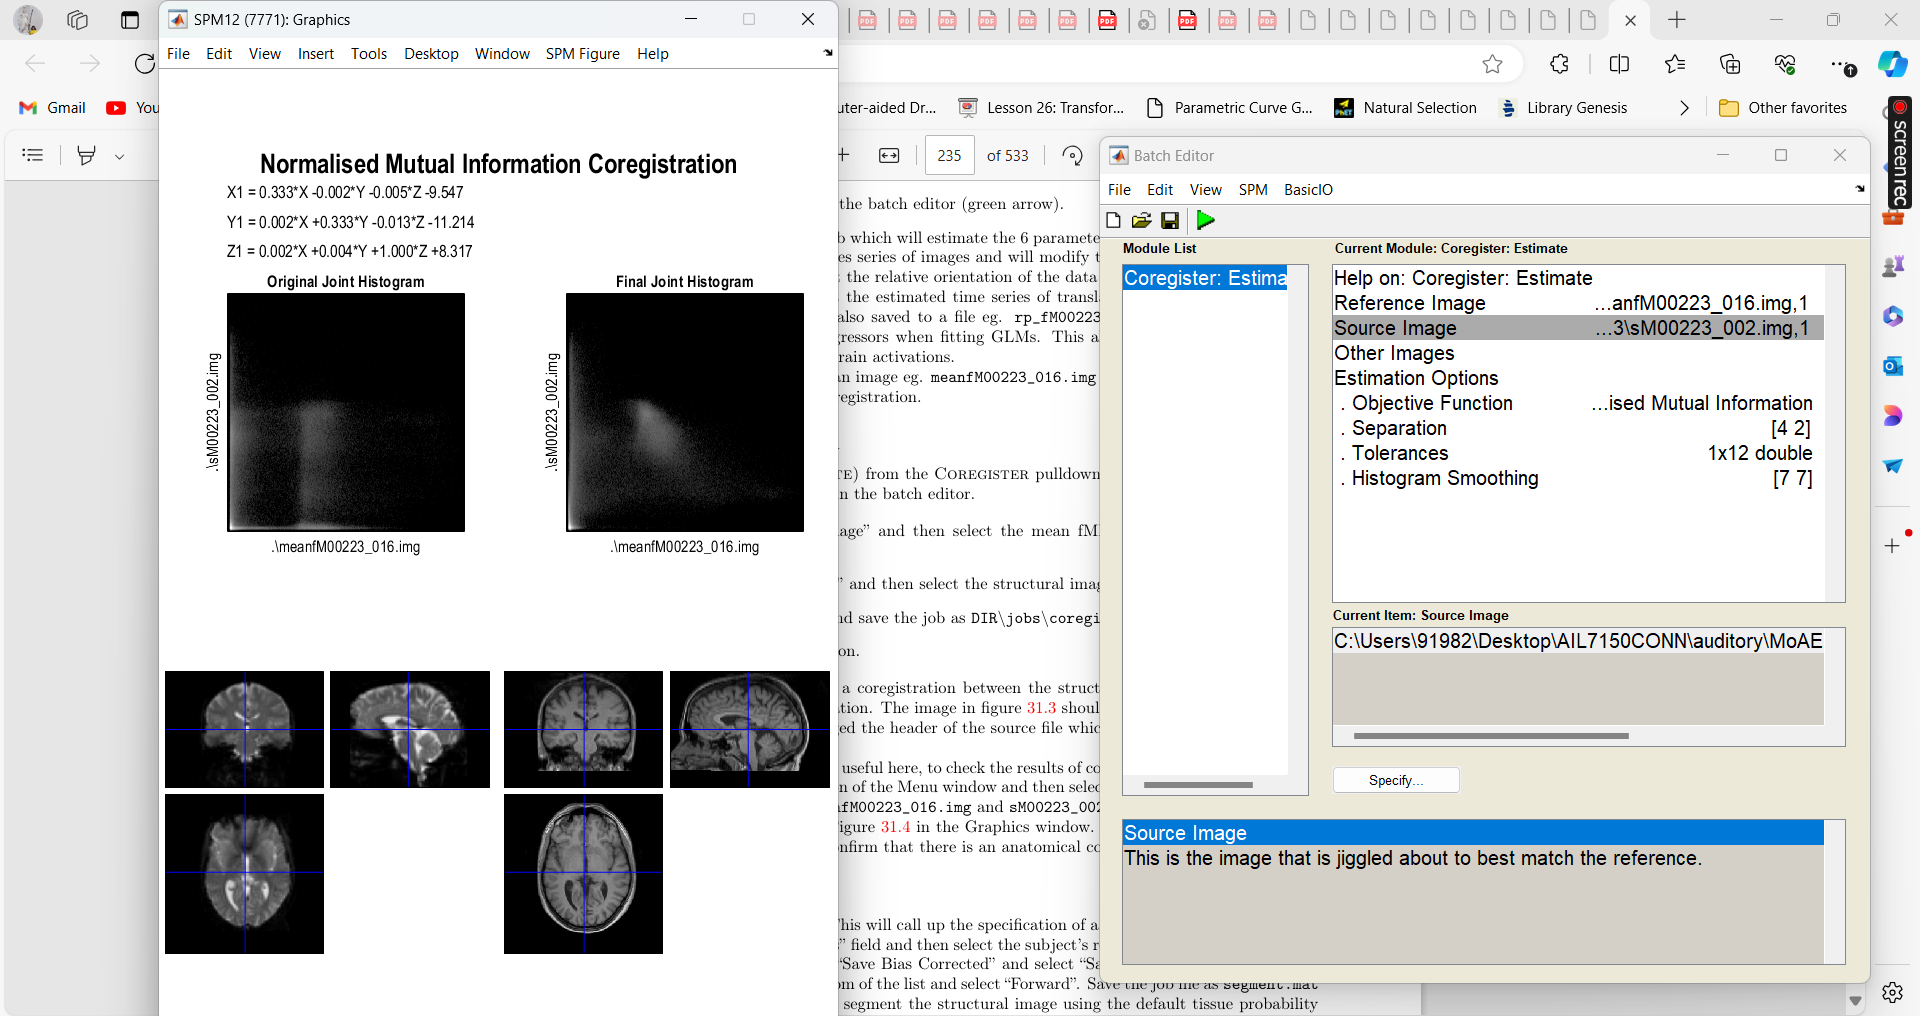 SPM12 (7771): Graphics
File Edit View Insert Tools Desktop Window SPM Figure Help
Gmail
You
uter-aided Dr...
Lesson 26: Transfor...
Parametric Curve G...
Natural Selection
Library Genesis
Other favorites
235 of 533
screenrec
Normalised Mutual Information Coregistration
X1 = 0.333*X -0.002*Y -0.005*Z -9.547
Y1 = 0.002*X +0.333*Y -0.013*Z -11.214
Z1 = 0.002*X +0.004*Y +1.000*Z +8.317
Original Joint Histogram
.\sM00223_002.img
.\meanfM00223_016.img
Final Joint Histogram
.\sM00223_002.img
.\meanfM00223_016.img
the batch editor (green arrow).
b which will estimate the 6 paramete
es series of images and will modify t
the relative orientation of the data
the estimated time series of transl
also saved to a file eg. rp_fM00223
gressors when fitting GLMs. This a
rain activations.
an image eg. meanfM00223_016.img
registration.
TE) from the COREGISTER pulldown
n the batch editor.
age” and then select the mean fM
” and then select the structural imag
nd save the job as DIR\jobs\coregi
on.
a coregistration between the struct
tion. The image in figure 31.3 shoul
ed the header of the source file whic
useful here, to check the results of co
n of the Menu window and then selec
nfM00223_016.img and sM00223_002
igure 31.4 in the Graphics window.
nfirm that there is an anatomical co
This will call up the specification of a
” field and then select the subject’s r
“Save Bias Corrected” and select “Sa
om of the list and select “Forward”. Save the job file as segment.mat
segment the structural image using the default tissue probability
Batch Editor
File Edit View SPM BasicIO
Module List
Coregister: Estima
Current Module: Coregister: Estimate
Help on: Coregister: Estimate
Reference Image ...anfM00223_016.img,1
Source Image ...3\sM00223_002.img,1
Other Images
Estimation Options
. Objective Function ...ised Mutual Information
. Separation [4 2]
. Tolerances 1x12 double
. Histogram Smoothing [7 7]
Current Item: Source Image
C:\Users\91982\Desktop\AIL7150CONN\auditory\MoAE
Specify...
Source Image
This is the image that is jiggled about to best match the reference.